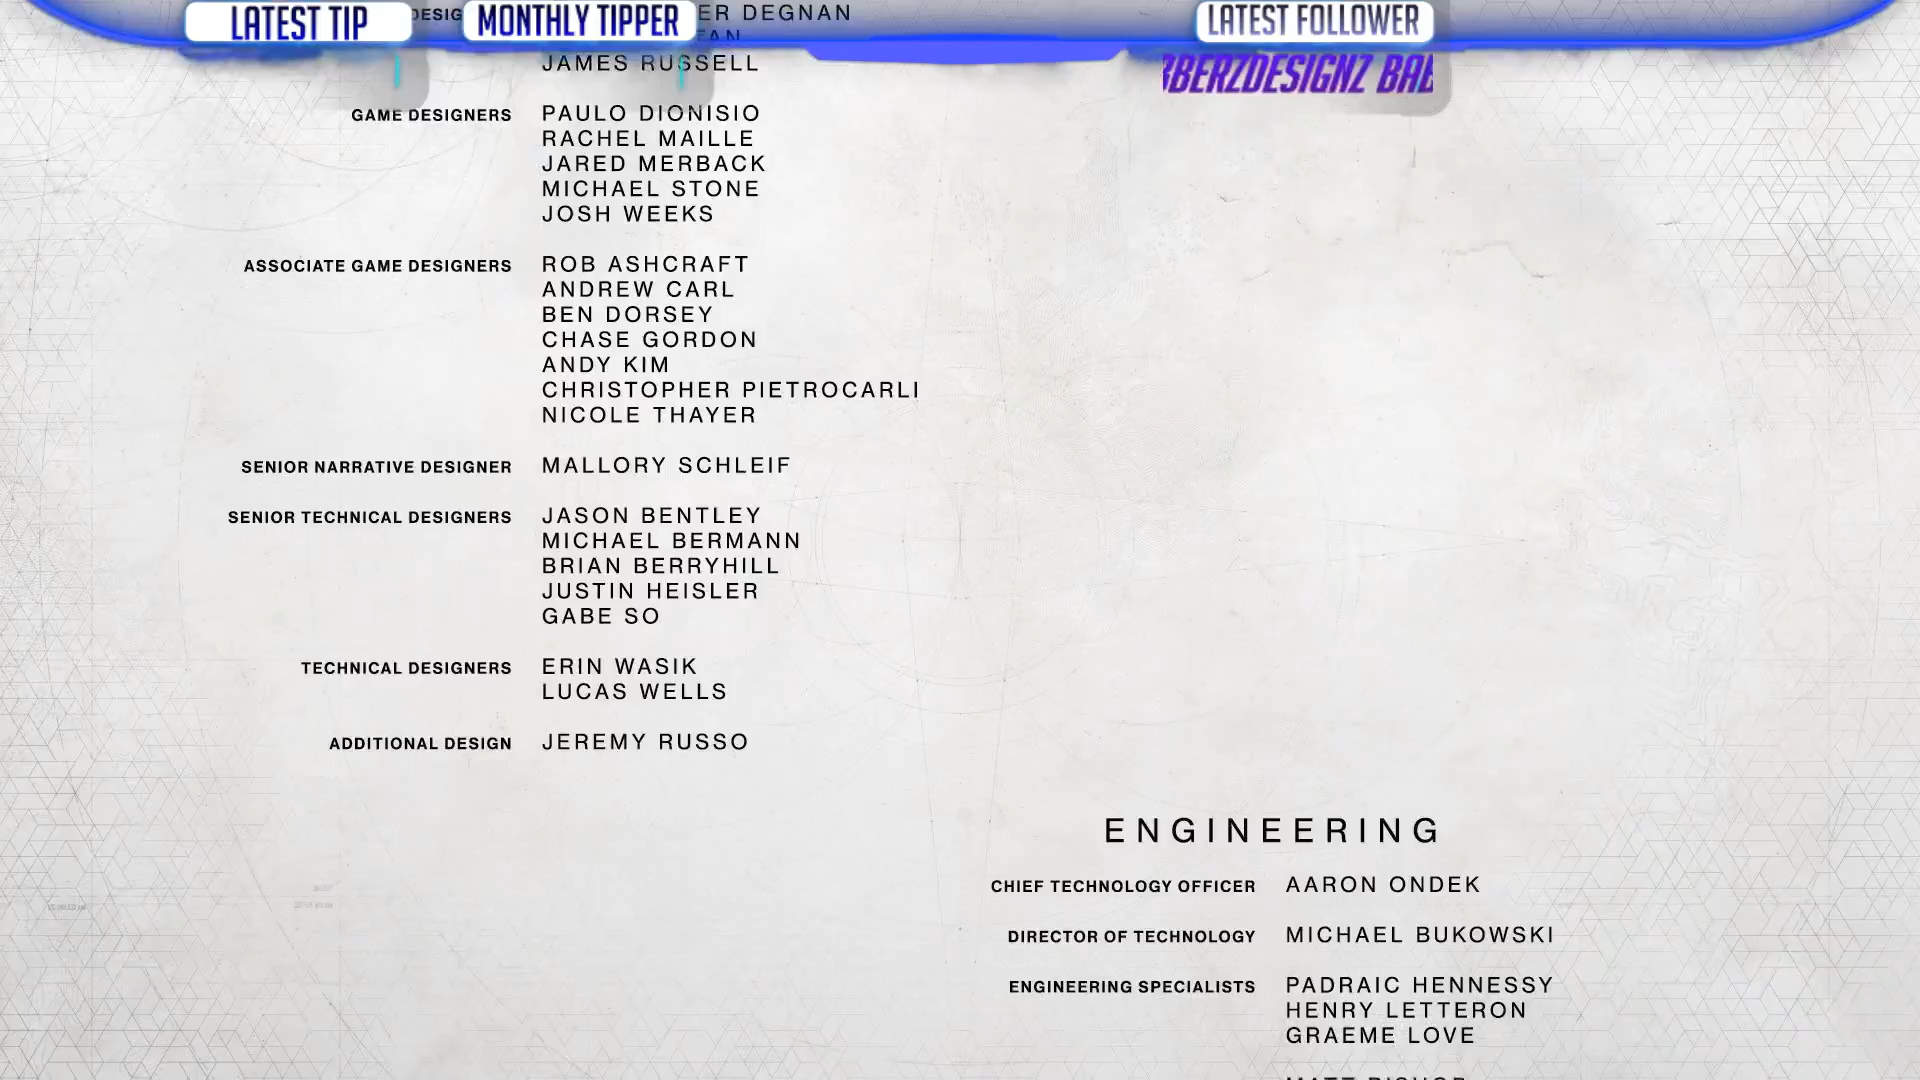 LATEST TIP
MONTHLY TIPPER
LATEST FOLLOWER
DEGNAN
JAMES RUSSELL
GAME DESIGNERS PAULO DIONISIO
RACHEL MAILLE
JARED MERBACK
MICHAEL STONE
JOSH WEEKS
ASSOCIATE GAME DESIGNERS ROB ASHCRAFT
ANDREW CARL
BEN DORSEY
CHASE GORDON
ANDY KIM
CHRISTOPHER PIETROCARLI
NICOLE THAYER
SENIOR NARRATIVE DESIGNER MALLORY SCHLEIF
SENIOR TECHNICAL DESIGNERS JASON BENTLEY
MICHAEL BERMANN
BRIAN BERRYHILL
JUSTIN HEISLER
GABE SO
TECHNICAL DESIGNERS ERIN WASIK
LUCAS WELLS
ADDITIONAL DESIGN JEREMY RUSSO
ENGINEERING
CHIEF TECHNOLOGY OFFICER AARON ONDEK
DIRECTOR OF TECHNOLOGY MICHAEL BUKOWSKI
ENGINEERING SPECIALISTS PADRAIC HENNESSY
HENRY LETTERON
GRAEME LOVE